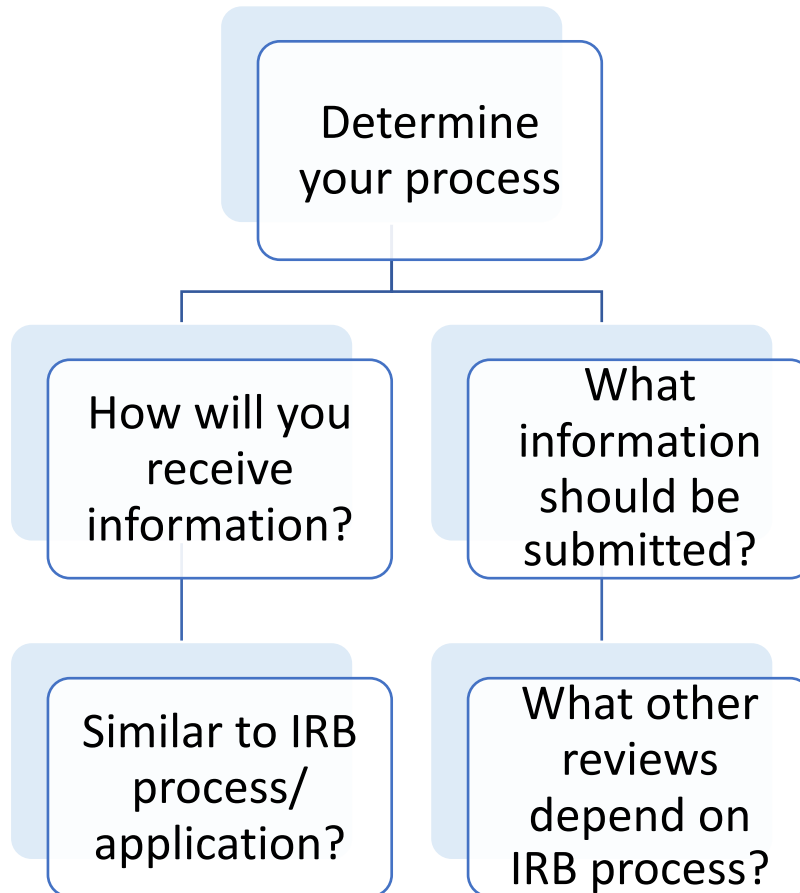 Determine
your process
How will you
receive
information?
What
information
should be
submitted?
Similar to IRB
process/
application?
What other
reviews
depend on
IRB process?